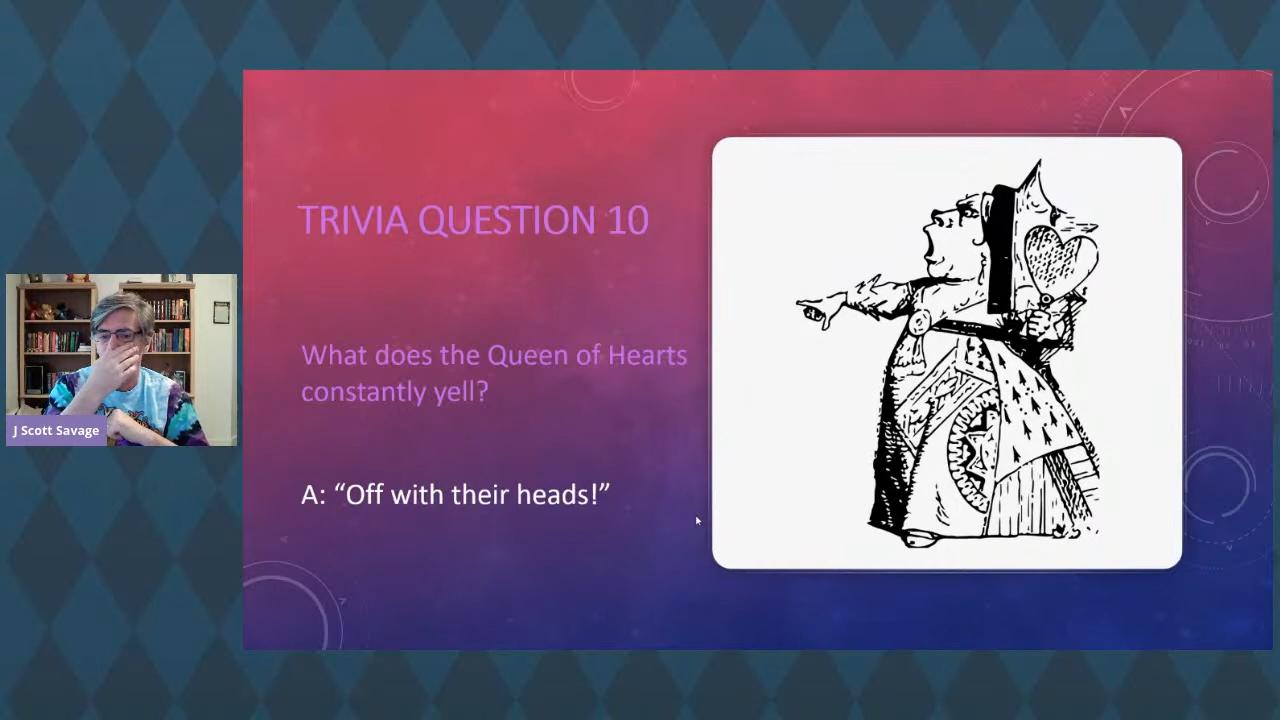 TRIVIA QUESTION 10
What does the Queen of Hearts
constantly yell?
A: “Off with their heads!”
J Scott Savage